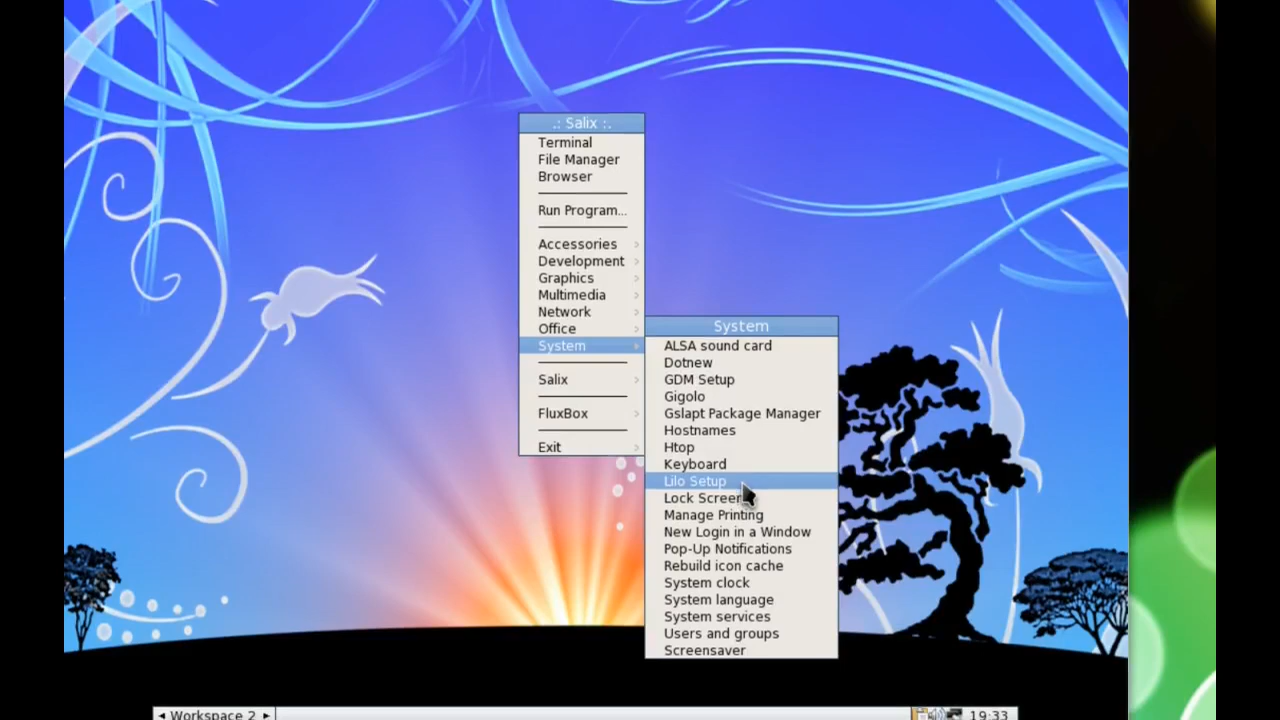 .: Salix :.
Terminal
File Manager
Browser
Run Program...
Accessories
Development
Graphics
Multimedia
Network
Office
System
Salix
FluxBox
Exit
System
ALSA sound card
Dotnew
GDM Setup
Gigolo
Gslapt Package Manager
Hostnames
Htop
Keyboard
Lilo Setup
Lock Screen
Manage Printing
New Login in a Window
Pop-Up Notifications
Rebuild icon cache
System clock
System language
System services
Users and groups
Screensaver
Workspace 2
19:33